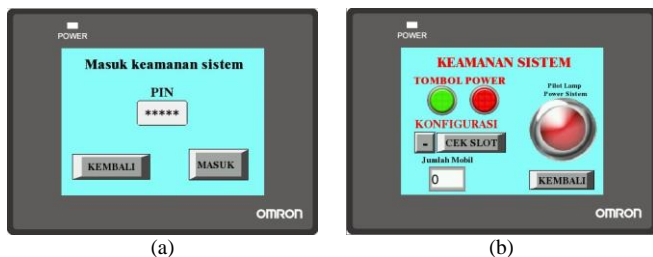 POWER
Masuk keamanan sistem
PIN
*****
KEMBALI
MASUK
OMRON
(a)
POWER
KEAMANAN SISTEM
TOMBOL POWER
Pilot Lamp
Power Sistem
KONFIGURASI
- CEK SLOT
Jumlah Mobil
0
KEMBALI
OMRON
(b)